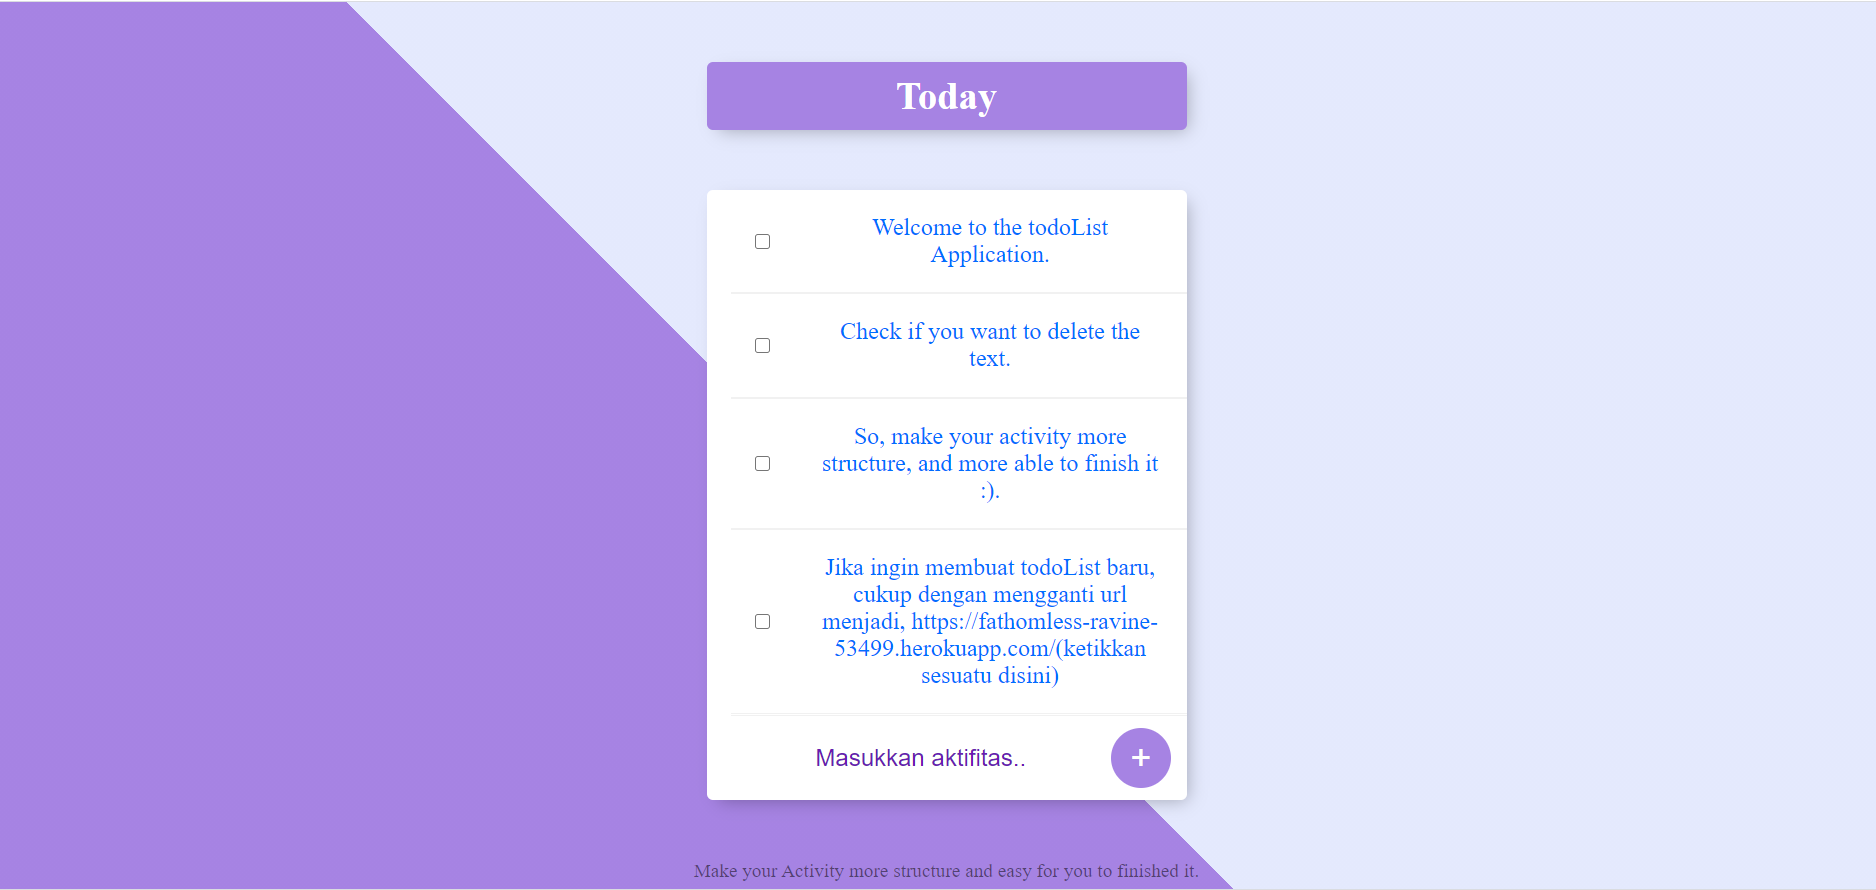 Today
Welcome to the todoList
Application.
Check if you want to delete the
text.
So, make your activity more
structure, and more able to finish it
:).
Jika ingin membuat todoList baru,
cukup dengan mengganti url
menjadi, https://fathomless-ravine-
53499.herokuapp.com/(ketikkan
sesuatu disini)
Masukkan aktifitas..
+
Make your Activity more structure and easy for you to finished it.